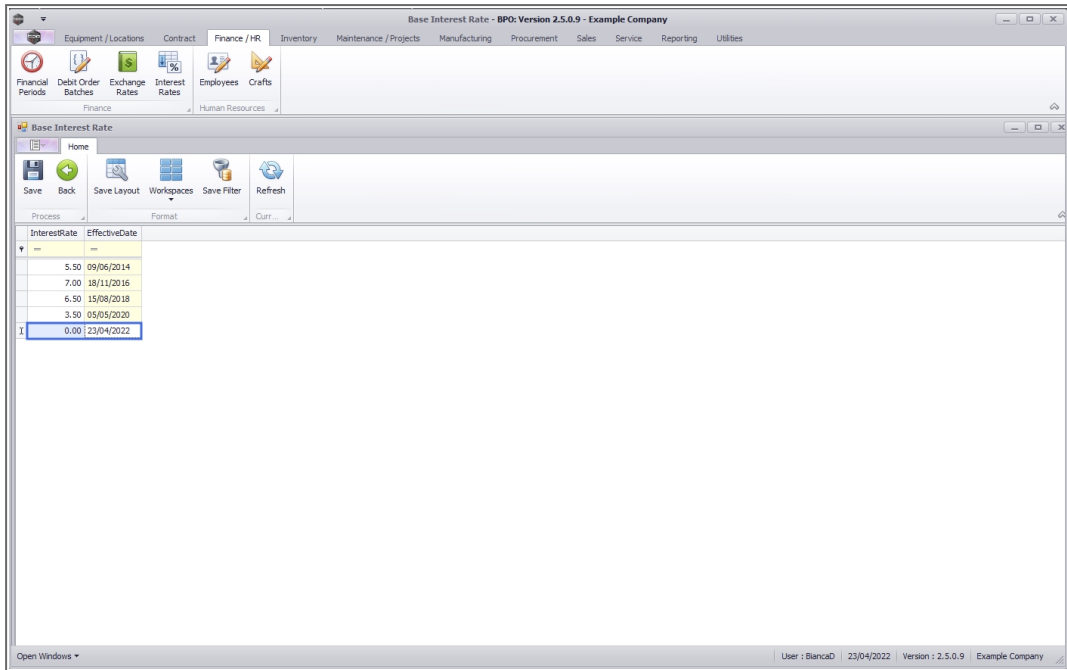 Base Interest Rate - BPO: Version 2.5.0.9 - Example Company
Equipment / Locations Contract Finance / HR Inventory Maintenance / Projects Manufacturing Procurement Sales Service Reporting Utilities
Financial Periods Debit Order Batches Exchange Rates Interest Rates Employees Crafts
Finance Human Resources
Base Interest Rate
Home
Save Back Save Layout Workspaces Save Filter Refresh
Process Format Curr...
InterestRate EffectiveDate
= =
5.50 09/06/2014
7.00 18/11/2016
6.50 15/08/2018
3.50 05/05/2020
0.00 23/04/2022
Open Windows User : BiancaD 23/04/2022 Version : 2.5.0.9 Example Company